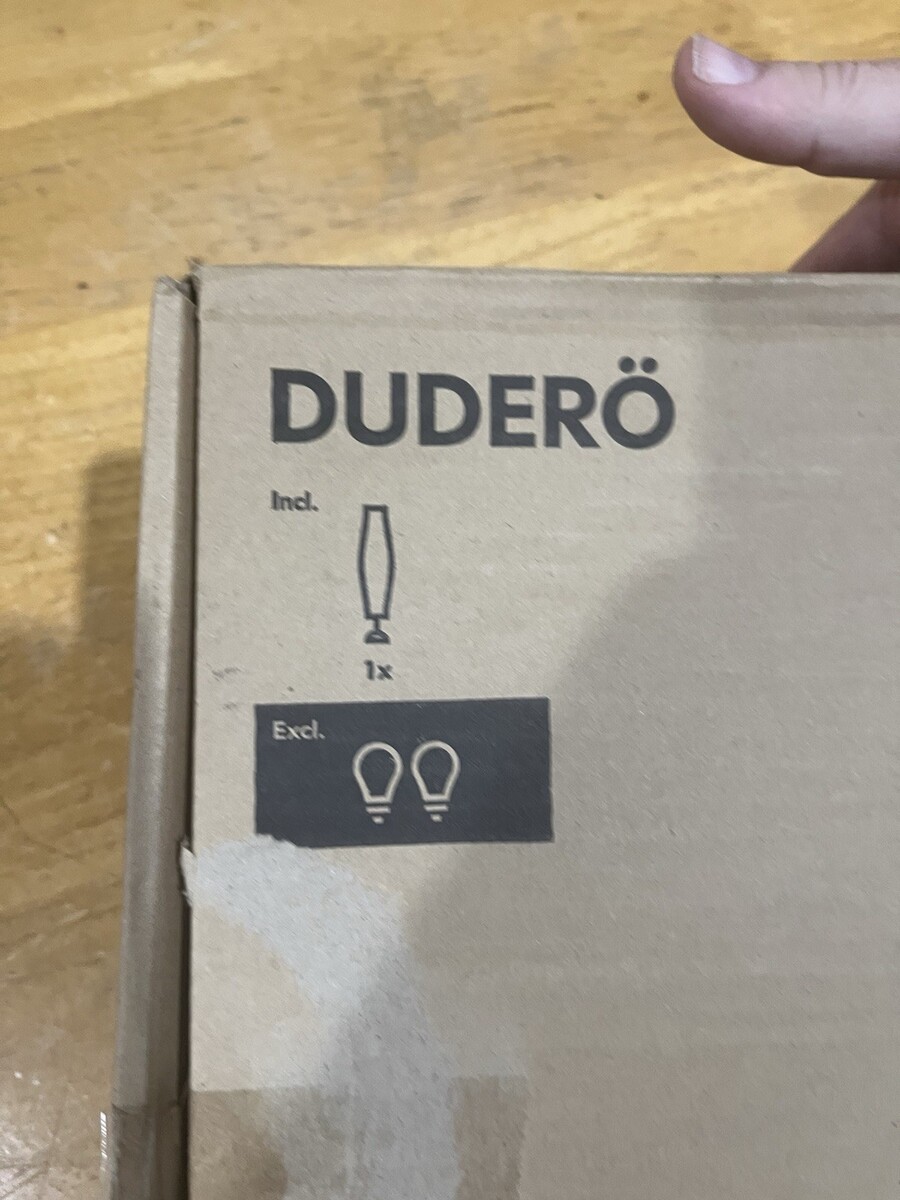 DUDERÖ
Incl.
1x
Excl.